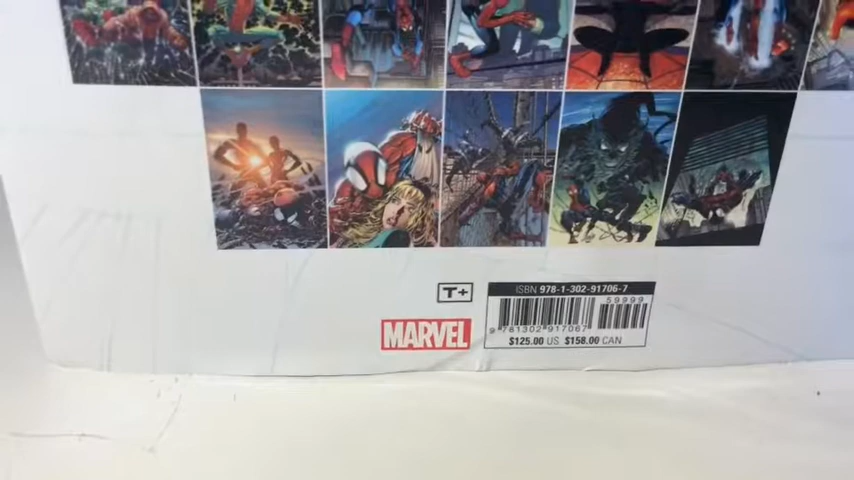 T+
ISBN 978-1-302-91706-7
59999
9 781302 917067
MARVEL
$125.00 US $158.00 CAN